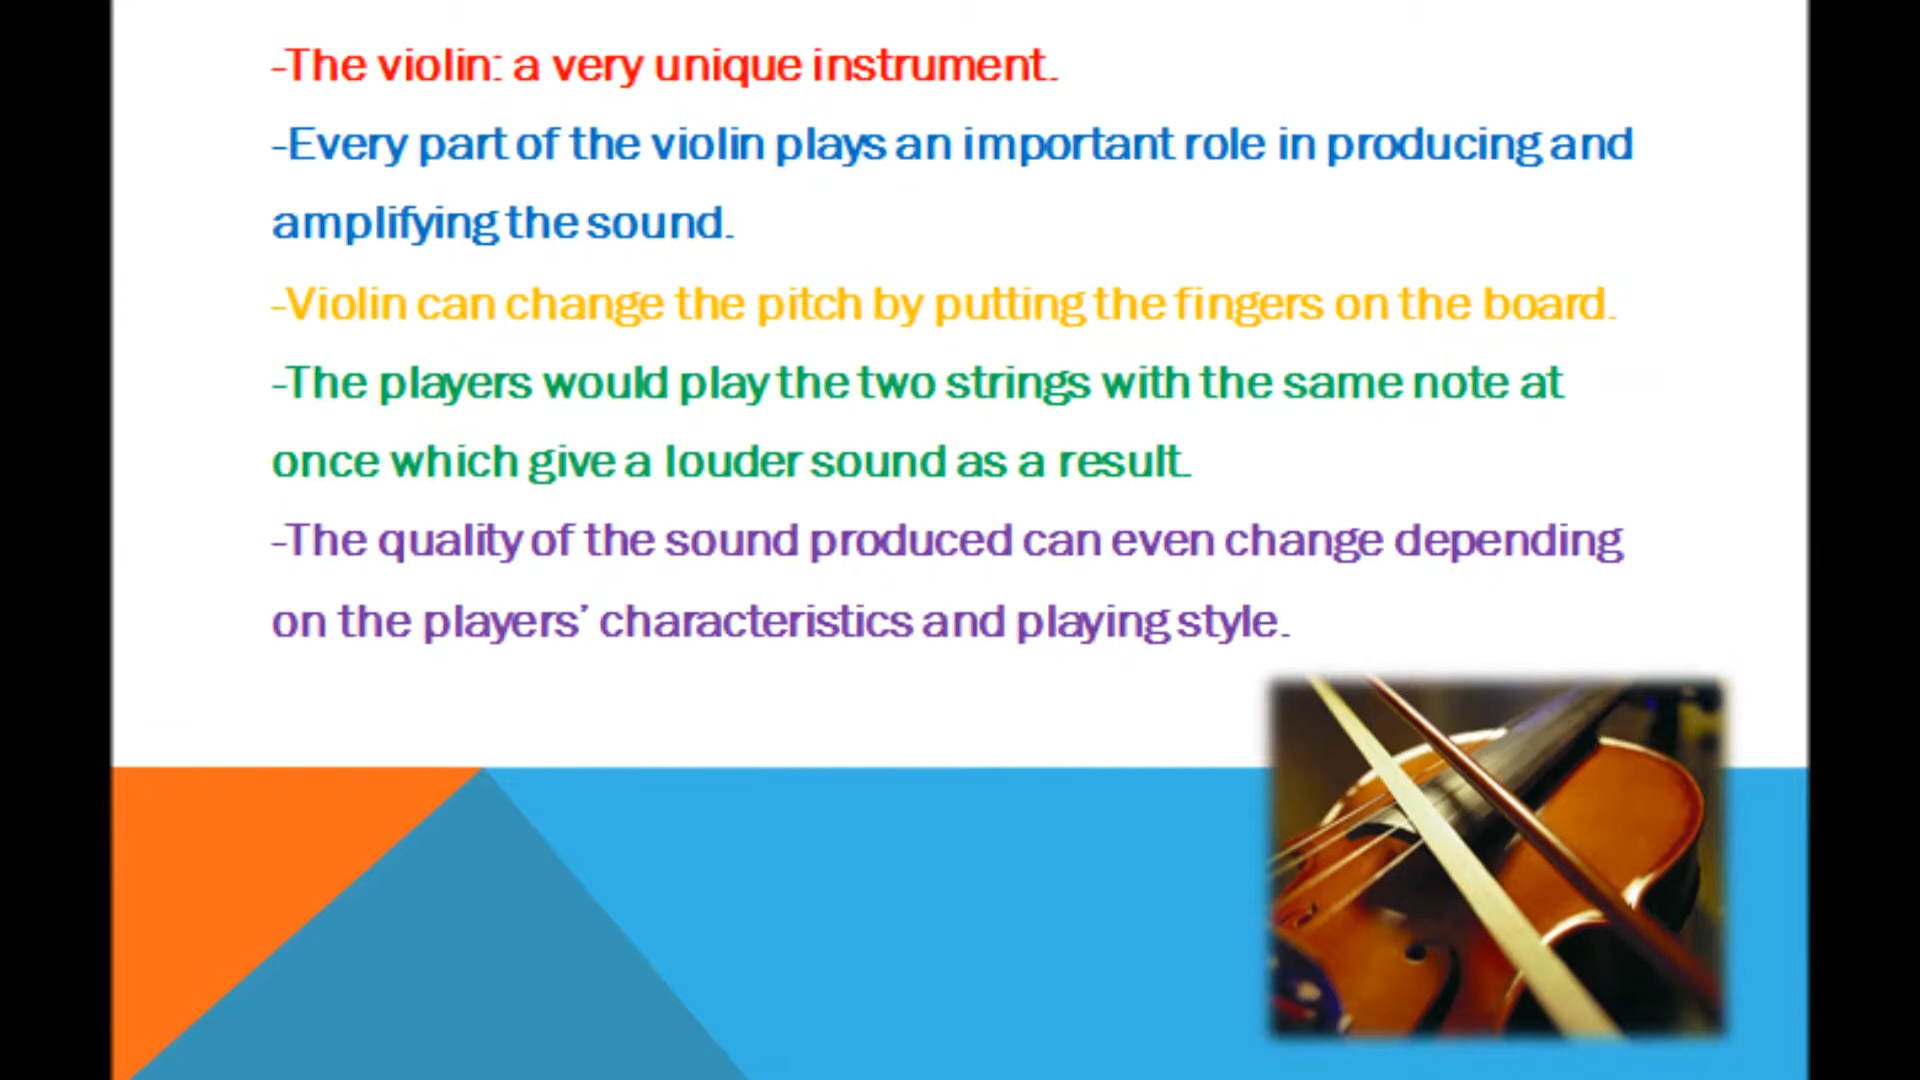 -The violin: a very unique instrument.
-Every part of the violin plays an important role in producing and
amplifying the sound.
-Violin can change the pitch by putting the fingers on the board.
-The players would play the two strings with the same note at
once which give a louder sound as a result.
-The quality of the sound produced can even change depending
on the players’ characteristics and playing style.